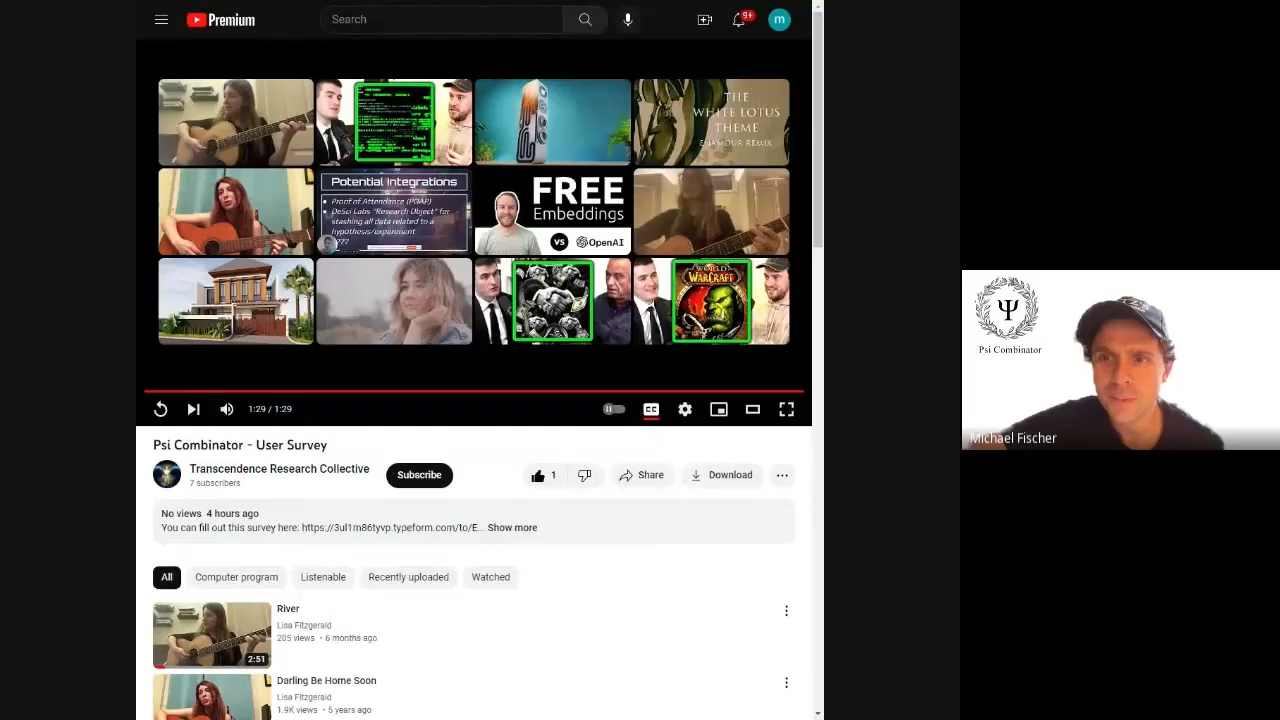 Premium
Search
9+
m
THE
WHITE LOTUS
THEME
ENAMOUR REMIX
Potential Integrations
• Proof of Attendance (POAP)
• DeSci Labs "Research Object" for
stashing all data related to a
hypothesis/experiment
???
FREE
Embeddings
VS OpenAI
WORLD
WARCRAFT
1:29 / 1:29
CC
Psi Combinator - User Survey
Transcendence Research Collective
7 subscribers
Subscribe
1
Share
Download
No views 4 hours ago
You can fill out this survey here: https://3ul1m86tyvp.typeform.com/to/E... Show more
All
Computer program
Listenable
Recently uploaded
Watched
River
Lisa Fitzgerald
205 views • 6 months ago
2:51
Darling Be Home Soon
Lisa Fitzgerald
1.9K views • 5 years ago
Ψ
Psi Combinator
Michael Fischer